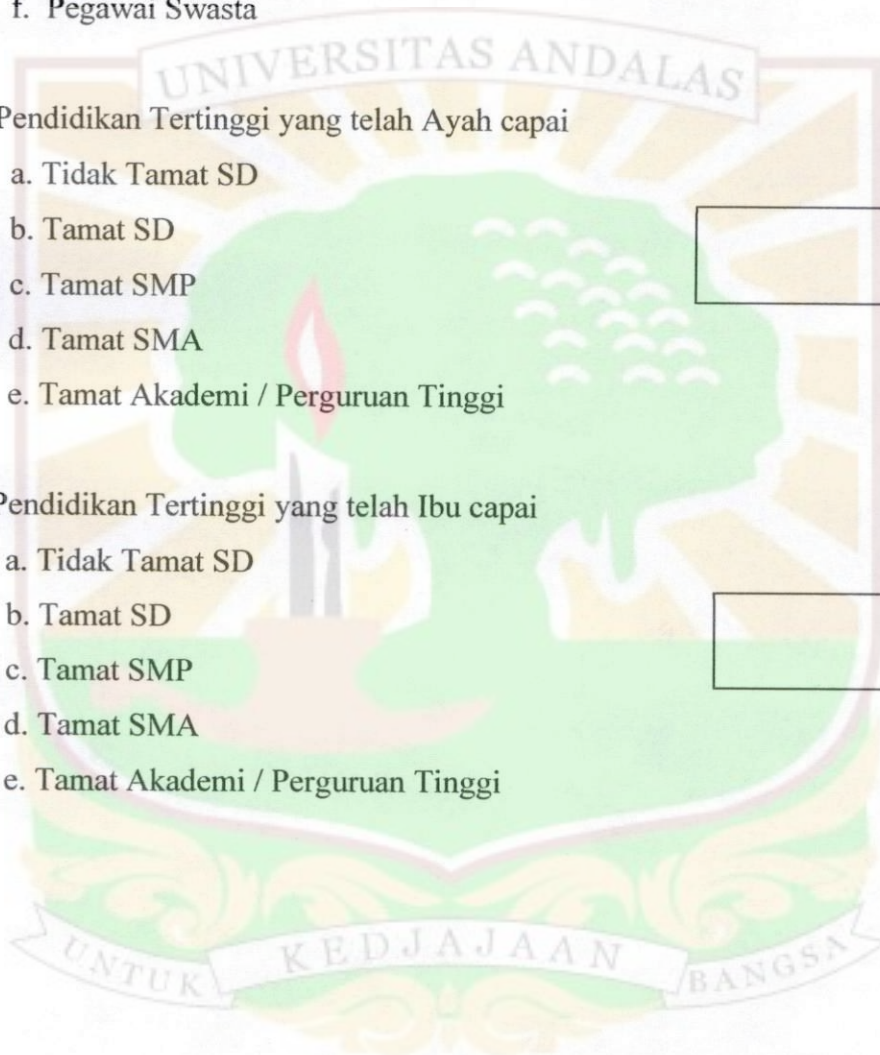 f. Pegawai Swasta
UNIVERSITAS ANDALAS
Pendidikan Tertinggi yang telah Ayah capai
a. Tidak Tamat SD
b. Tamat SD
c. Tamat SMP
d. Tamat SMA
e. Tamat Akademi / Perguruan Tinggi
Pendidikan Tertinggi yang telah Ibu capai
a. Tidak Tamat SD
b. Tamat SD
c. Tamat SMP
d. Tamat SMA
e. Tamat Akademi / Perguruan Tinggi
UNTUK KEDJAJAAN BANGSA